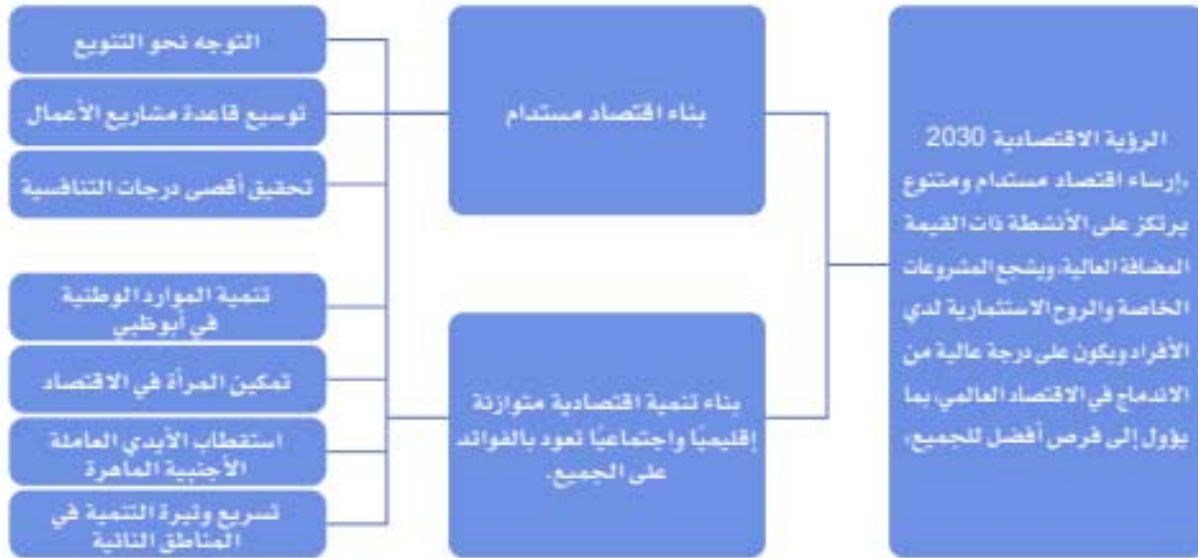 الرؤية الاقتصادية 2030
،إرساء اقتصاد مستدام ومتنوع
يرتكز على الأنشطة ذات القيمة
المضافة العالية، ويشجع المشروعات
الخاصة والروح الاستثمارية لدي
الأفراد ويكون على درجة عالية من
الاندماج في الاقتصاد العالمي، بما
يؤول إلى فرص أفضل للجميع،
بناء اقتصاد مستدام
التوجه نحو التنويع
توسيع قاعدة مشاريع الأعمال
تحقيق أقصى درجات التنافسية
بناء تنمية اقتصادية متوازنة
إقليميًا واجتماعيًا تعود بالفوائد
على الجميع.
تنمية الموارد الوطنية
في أبوظبي
تمكين المرأة في الاقتصاد
استقطاب الأيدي العاملة
الأجنبية الماهرة
تسريع وتيرة التنمية في
المناطق النائية